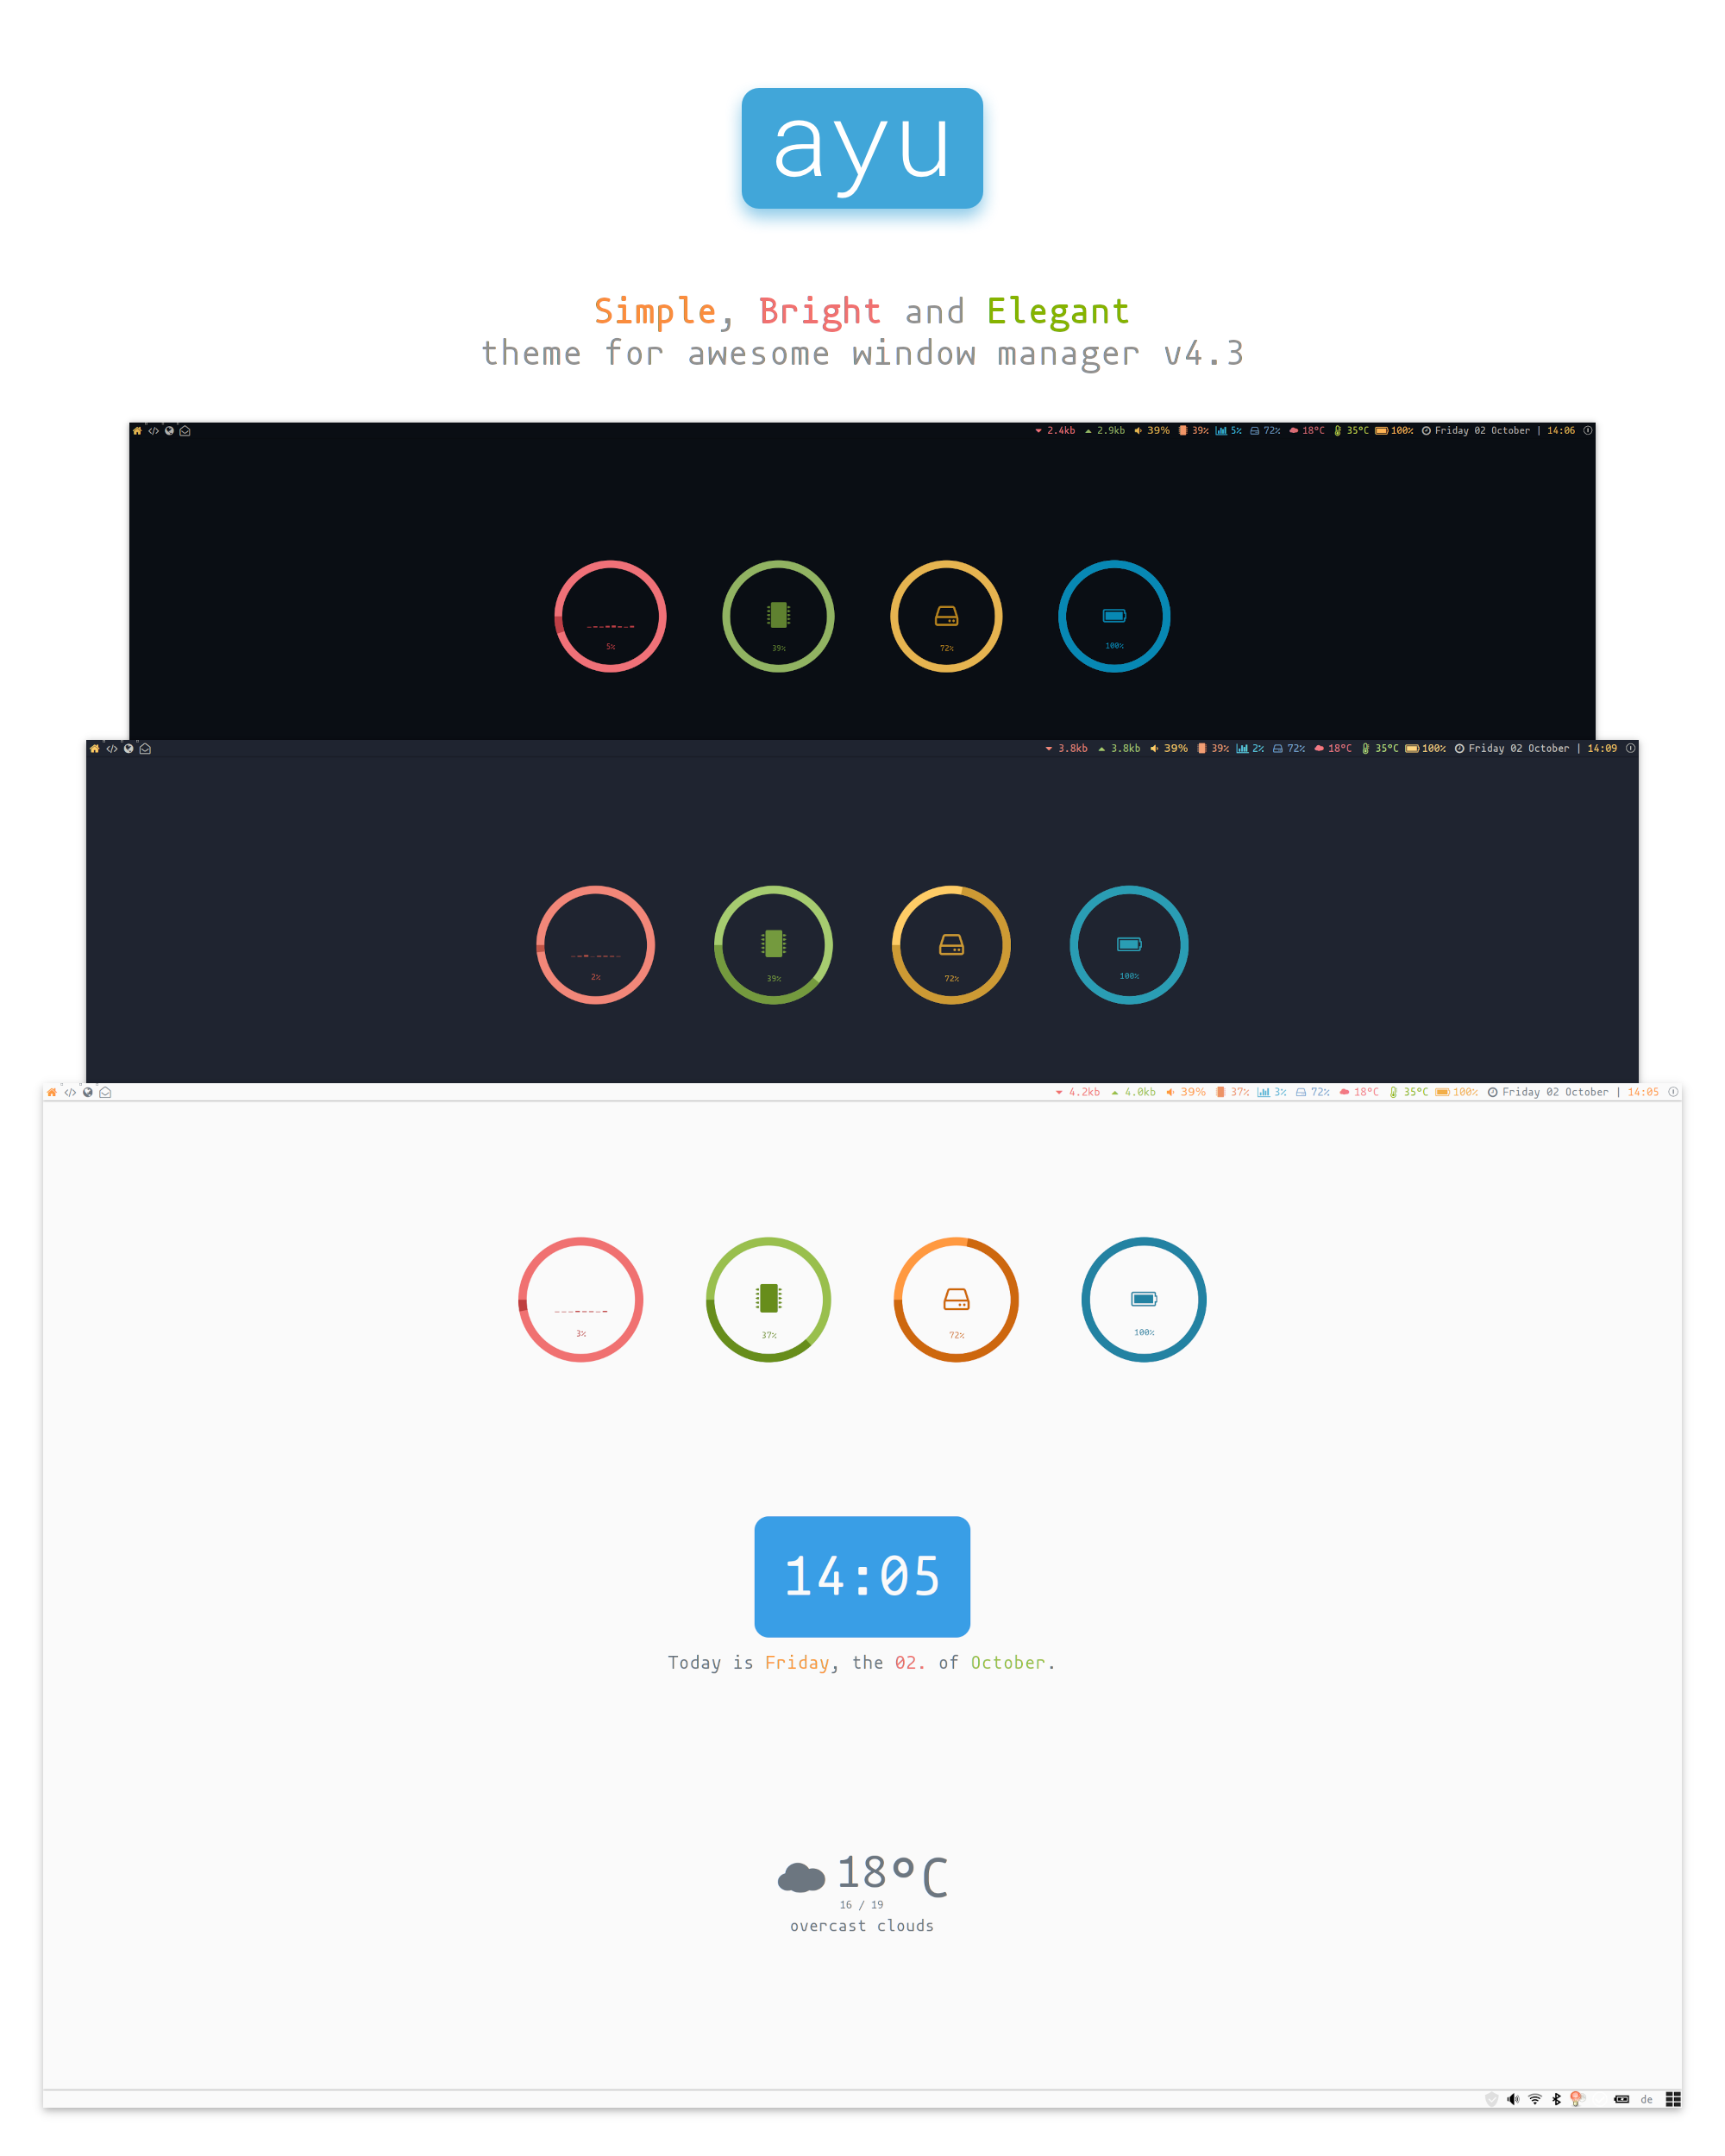 ayu
Simple, Bright and Elegant
theme for awesome window manager v4.3
2.4kb 2.9kb 39% 39% 5% 72% 18°C 35°C 100% Friday 02 October | 14:06
5% 39% 72% 100%
3.8kb 3.8kb 39% 39% 2% 72% 18°C 35°C 100% Friday 02 October | 14:09
2% 39% 72% 100%
4.2kb 4.0kb 39% 37% 3% 72% 18°C 35°C 100% Friday 02 October | 14:05
3% 37% 72% 100%
14:05
Today is Friday, the 02. of October.
18°C
16 / 19
overcast clouds
de